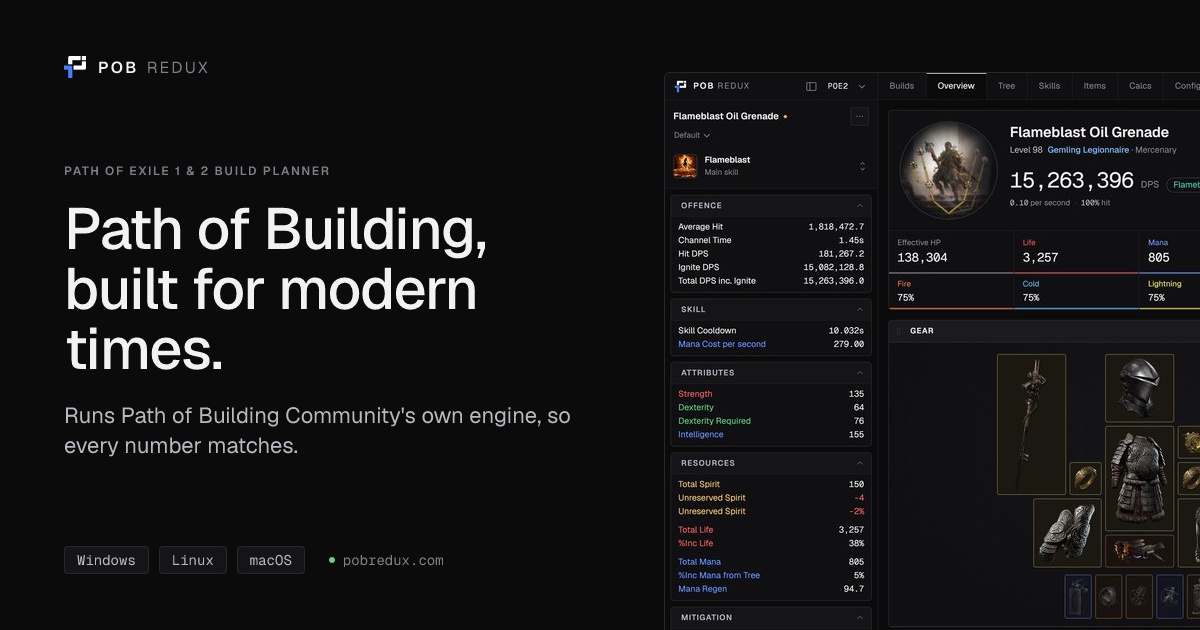 POB REDUX
PATH OF EXILE 1 & 2 BUILD PLANNER
Path of Building,
built for modern
times.
Runs Path of Building Community's own engine, so
every number matches.
Windows Linux macOS pobredux.com
POB REDUX POE2
Flameblast Oil Grenade
Default
Flameblast
Main skill
OFFENCE
Average Hit 1,818,472.7
Channel Time 1.45s
Hit DPS 181,267.2
Ignite DPS 15,082,128.8
Total DPS inc. Ignite 15,263,396.0
SKILL
Skill Cooldown 10.032s
Mana Cost per second 279.00
ATTRIBUTES
Strength 135
Dexterity 64
Dexterity Required 76
Intelligence 155
RESOURCES
Total Spirit 150
Unreserved Spirit -4
Unreserved Spirit -2%
Total Life 3,257
%Inc Life 38%
Total Mana 805
%Inc Mana from Tree 5%
Mana Regen 94.7
MITIGATION
Builds Overview Tree Skills Items Calcs Config
Flameblast Oil Grenade
Level 98 Gemling Legionnaire · Mercenary
15,263,396 DPS Flameb
0.10 per second · 100% hit
Effective HP Life Mana
138,304 3,257 805
Fire Cold Lightning
75% 75% 75%
GEAR